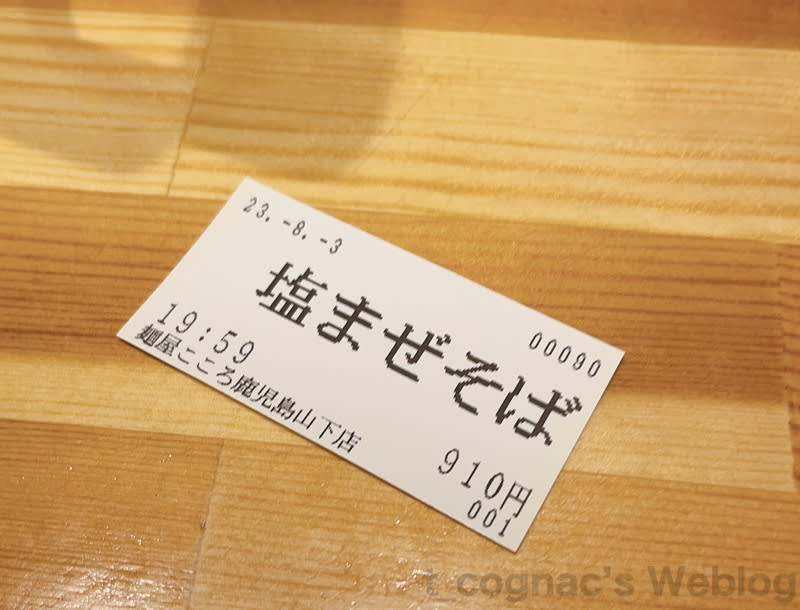 23.-8.-3
00090
塩まぜそば
19:59
910円
麺屋こころ鹿児島山下店
001
t_cognac's Weblog